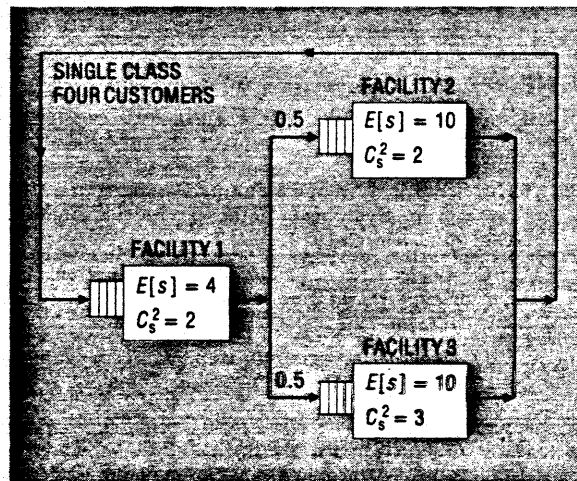 SINGLE CLASS
FOUR CUSTOMERS
FACILITY 2
0.5
E[s] = 10
C_s^2 = 2
FACILITY 1
E[s] = 4
C_s^2 = 2
FACILITY 3
0.5
E[s] = 10
C_s^2 = 3